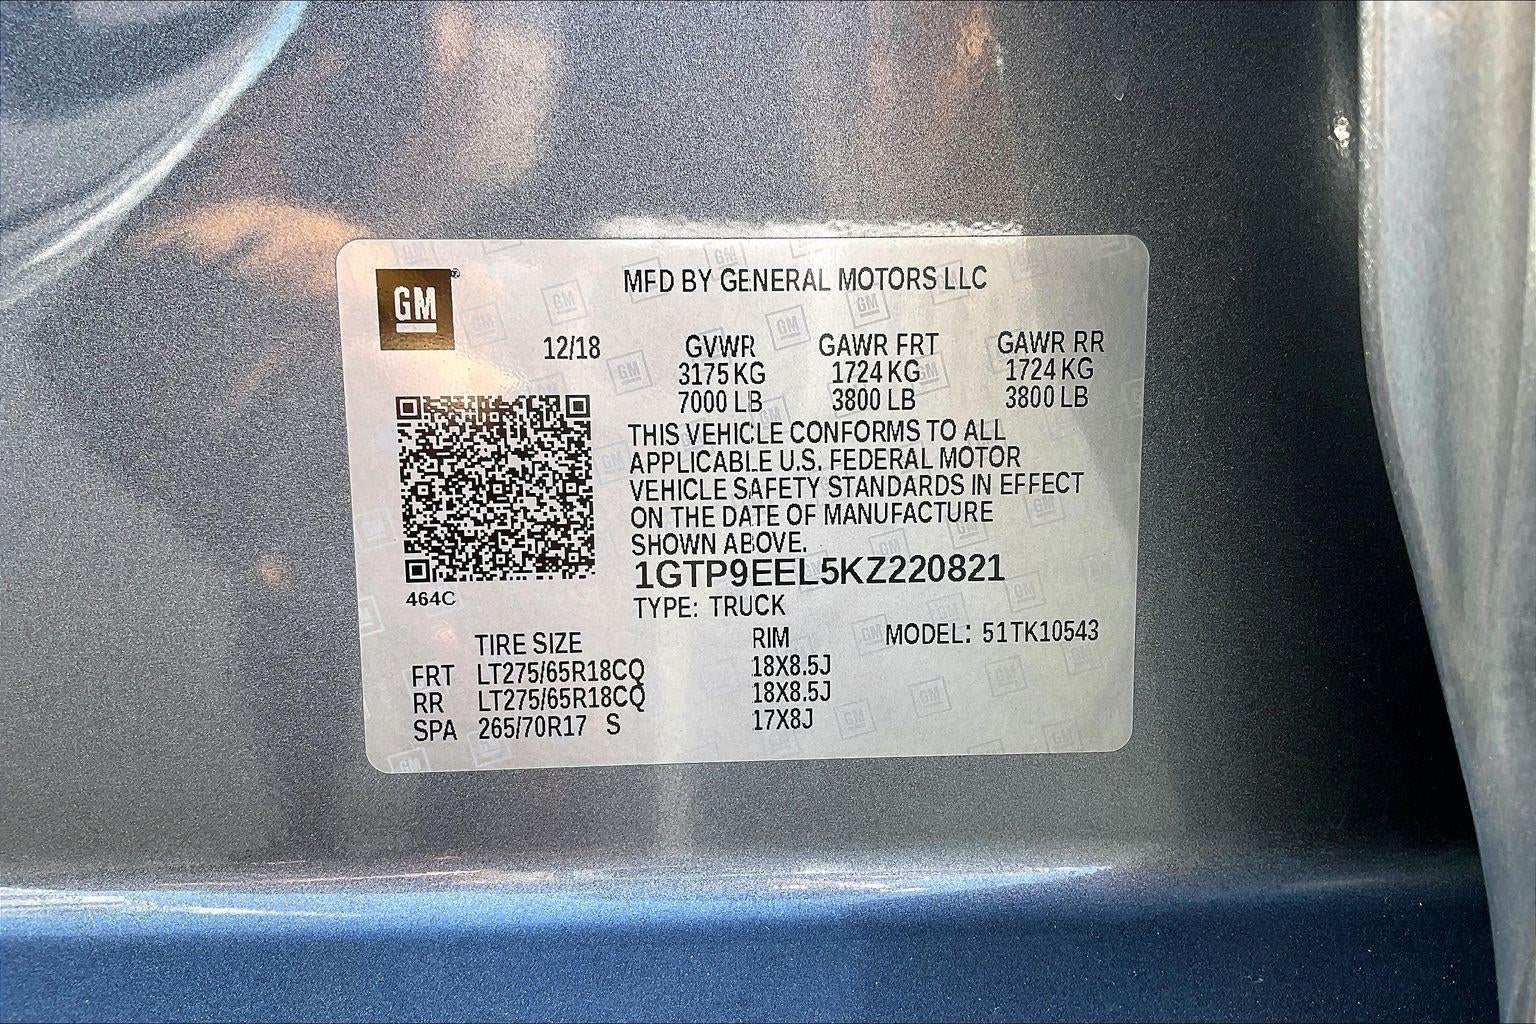 GM
MFD BY GENERAL MOTORS LLC
12/18 GVWR GAWR FRT GAWR RR
3175 KG 1724 KG 1724 KG
7000 LB 3800 LB 3800 LB
THIS VEHICLE CONFORMS TO ALL
APPLICABLE U.S. FEDERAL MOTOR
VEHICLE SAFETY STANDARDS IN EFFECT
ON THE DATE OF MANUFACTURE
SHOWN ABOVE.
1GTP9EEL5KZ220821
464C
TYPE: TRUCK
TIRE SIZE RIM MODEL: 51TK10543
FRT LT275/65R18CQ 18X8.5J
RR LT275/65R18CQ 18X8.5J
SPA 265/70R17 S 17X8J